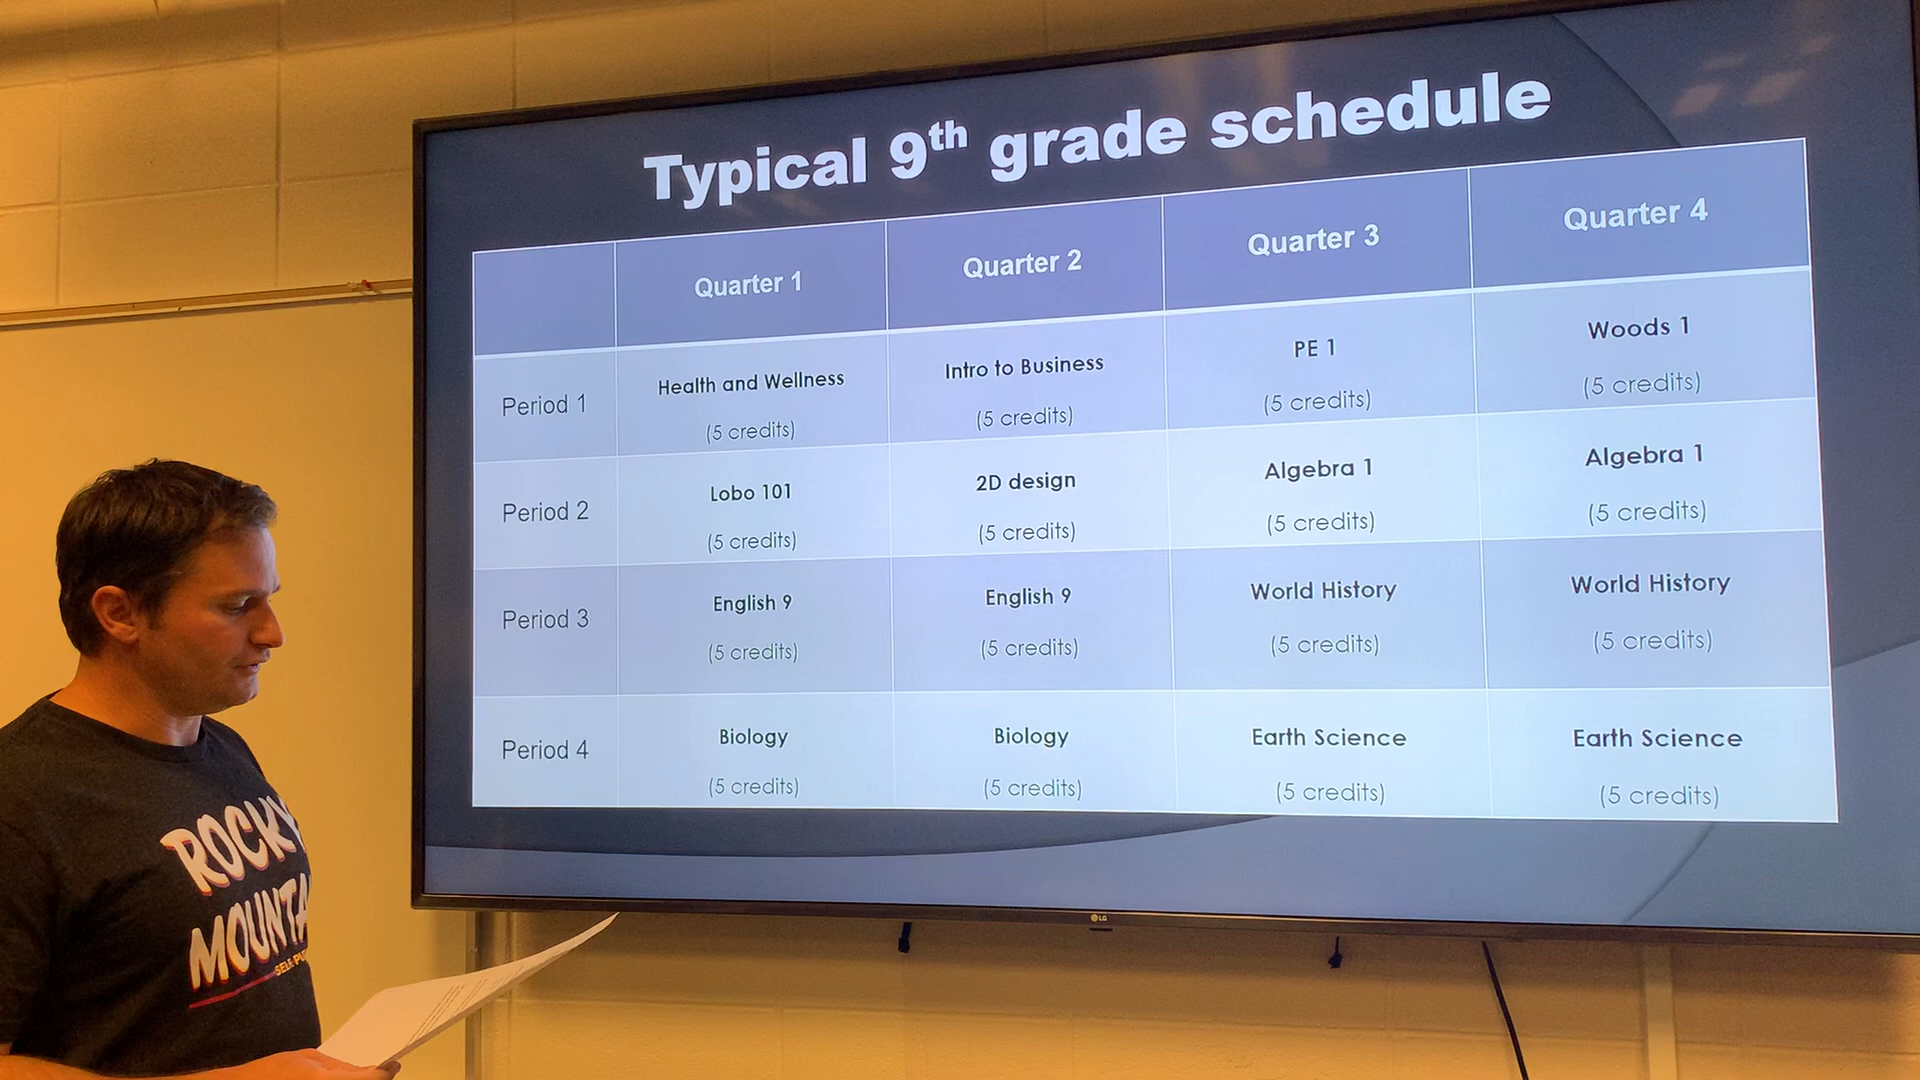 Typical 9th grade schedule
Quarter 1 Quarter 2 Quarter 3 Quarter 4
Period 1 Health and Wellness Intro to Business PE 1 Woods 1
(5 credits) (5 credits) (5 credits) (5 credits)
Period 2 Lobo 101 2D design Algebra 1 Algebra 1
(5 credits) (5 credits) (5 credits) (5 credits)
Period 3 English 9 English 9 World History World History
(5 credits) (5 credits) (5 credits) (5 credits)
Period 4 Biology Biology Earth Science Earth Science
(5 credits) (5 credits) (5 credits) (5 credits)
LG
ROCKY
MOUNTA
SELF